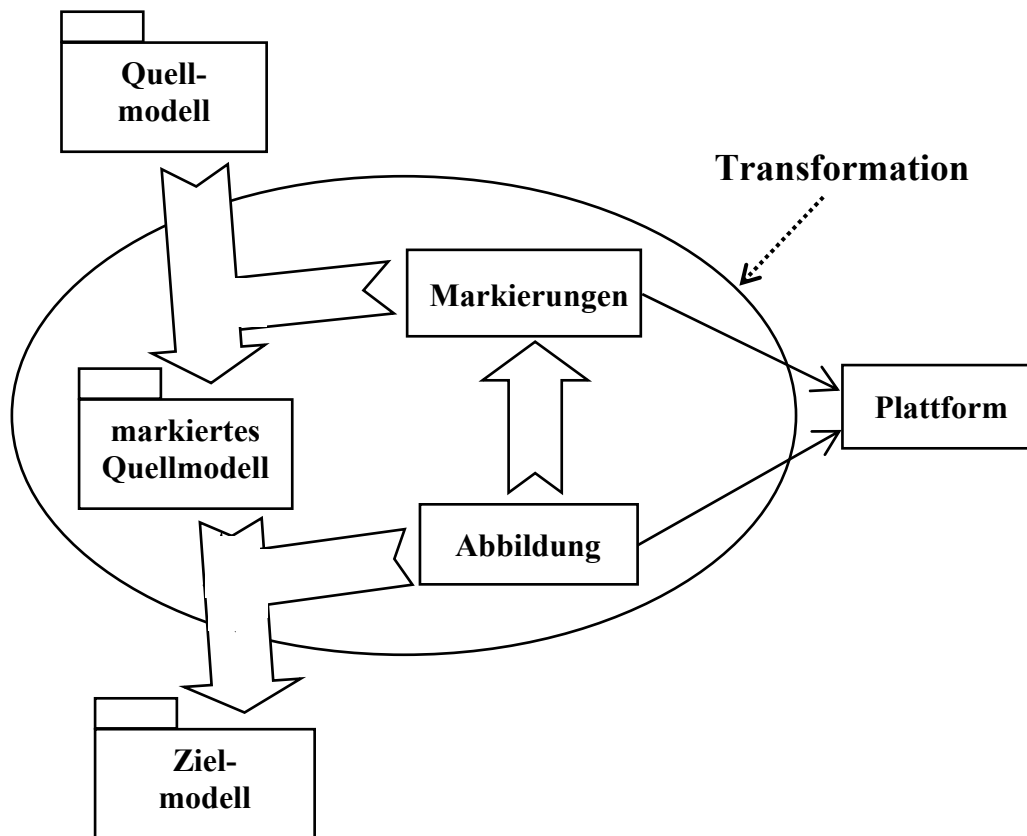 Quell-
modell
Transformation
Markierungen
Plattform
markiertes
Quellmodell
Abbildung
Ziel-
modell